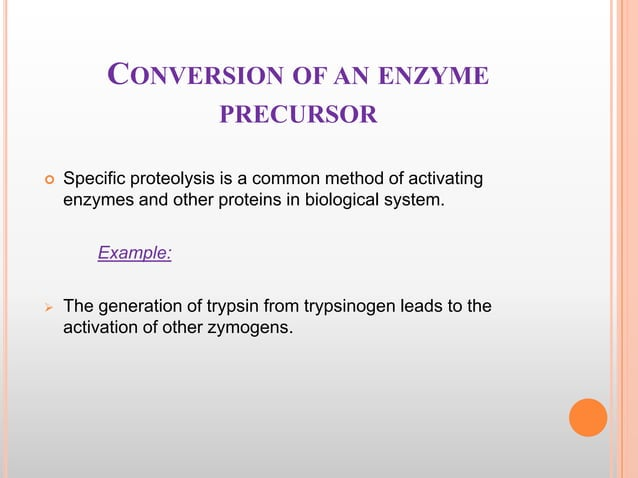 CONVERSION OF AN ENZYME
PRECURSOR
Specific proteolysis is a common method of activating
enzymes and other proteins in biological system.
Example:
The generation of trypsin from trypsinogen leads to the
activation of other zymogens.